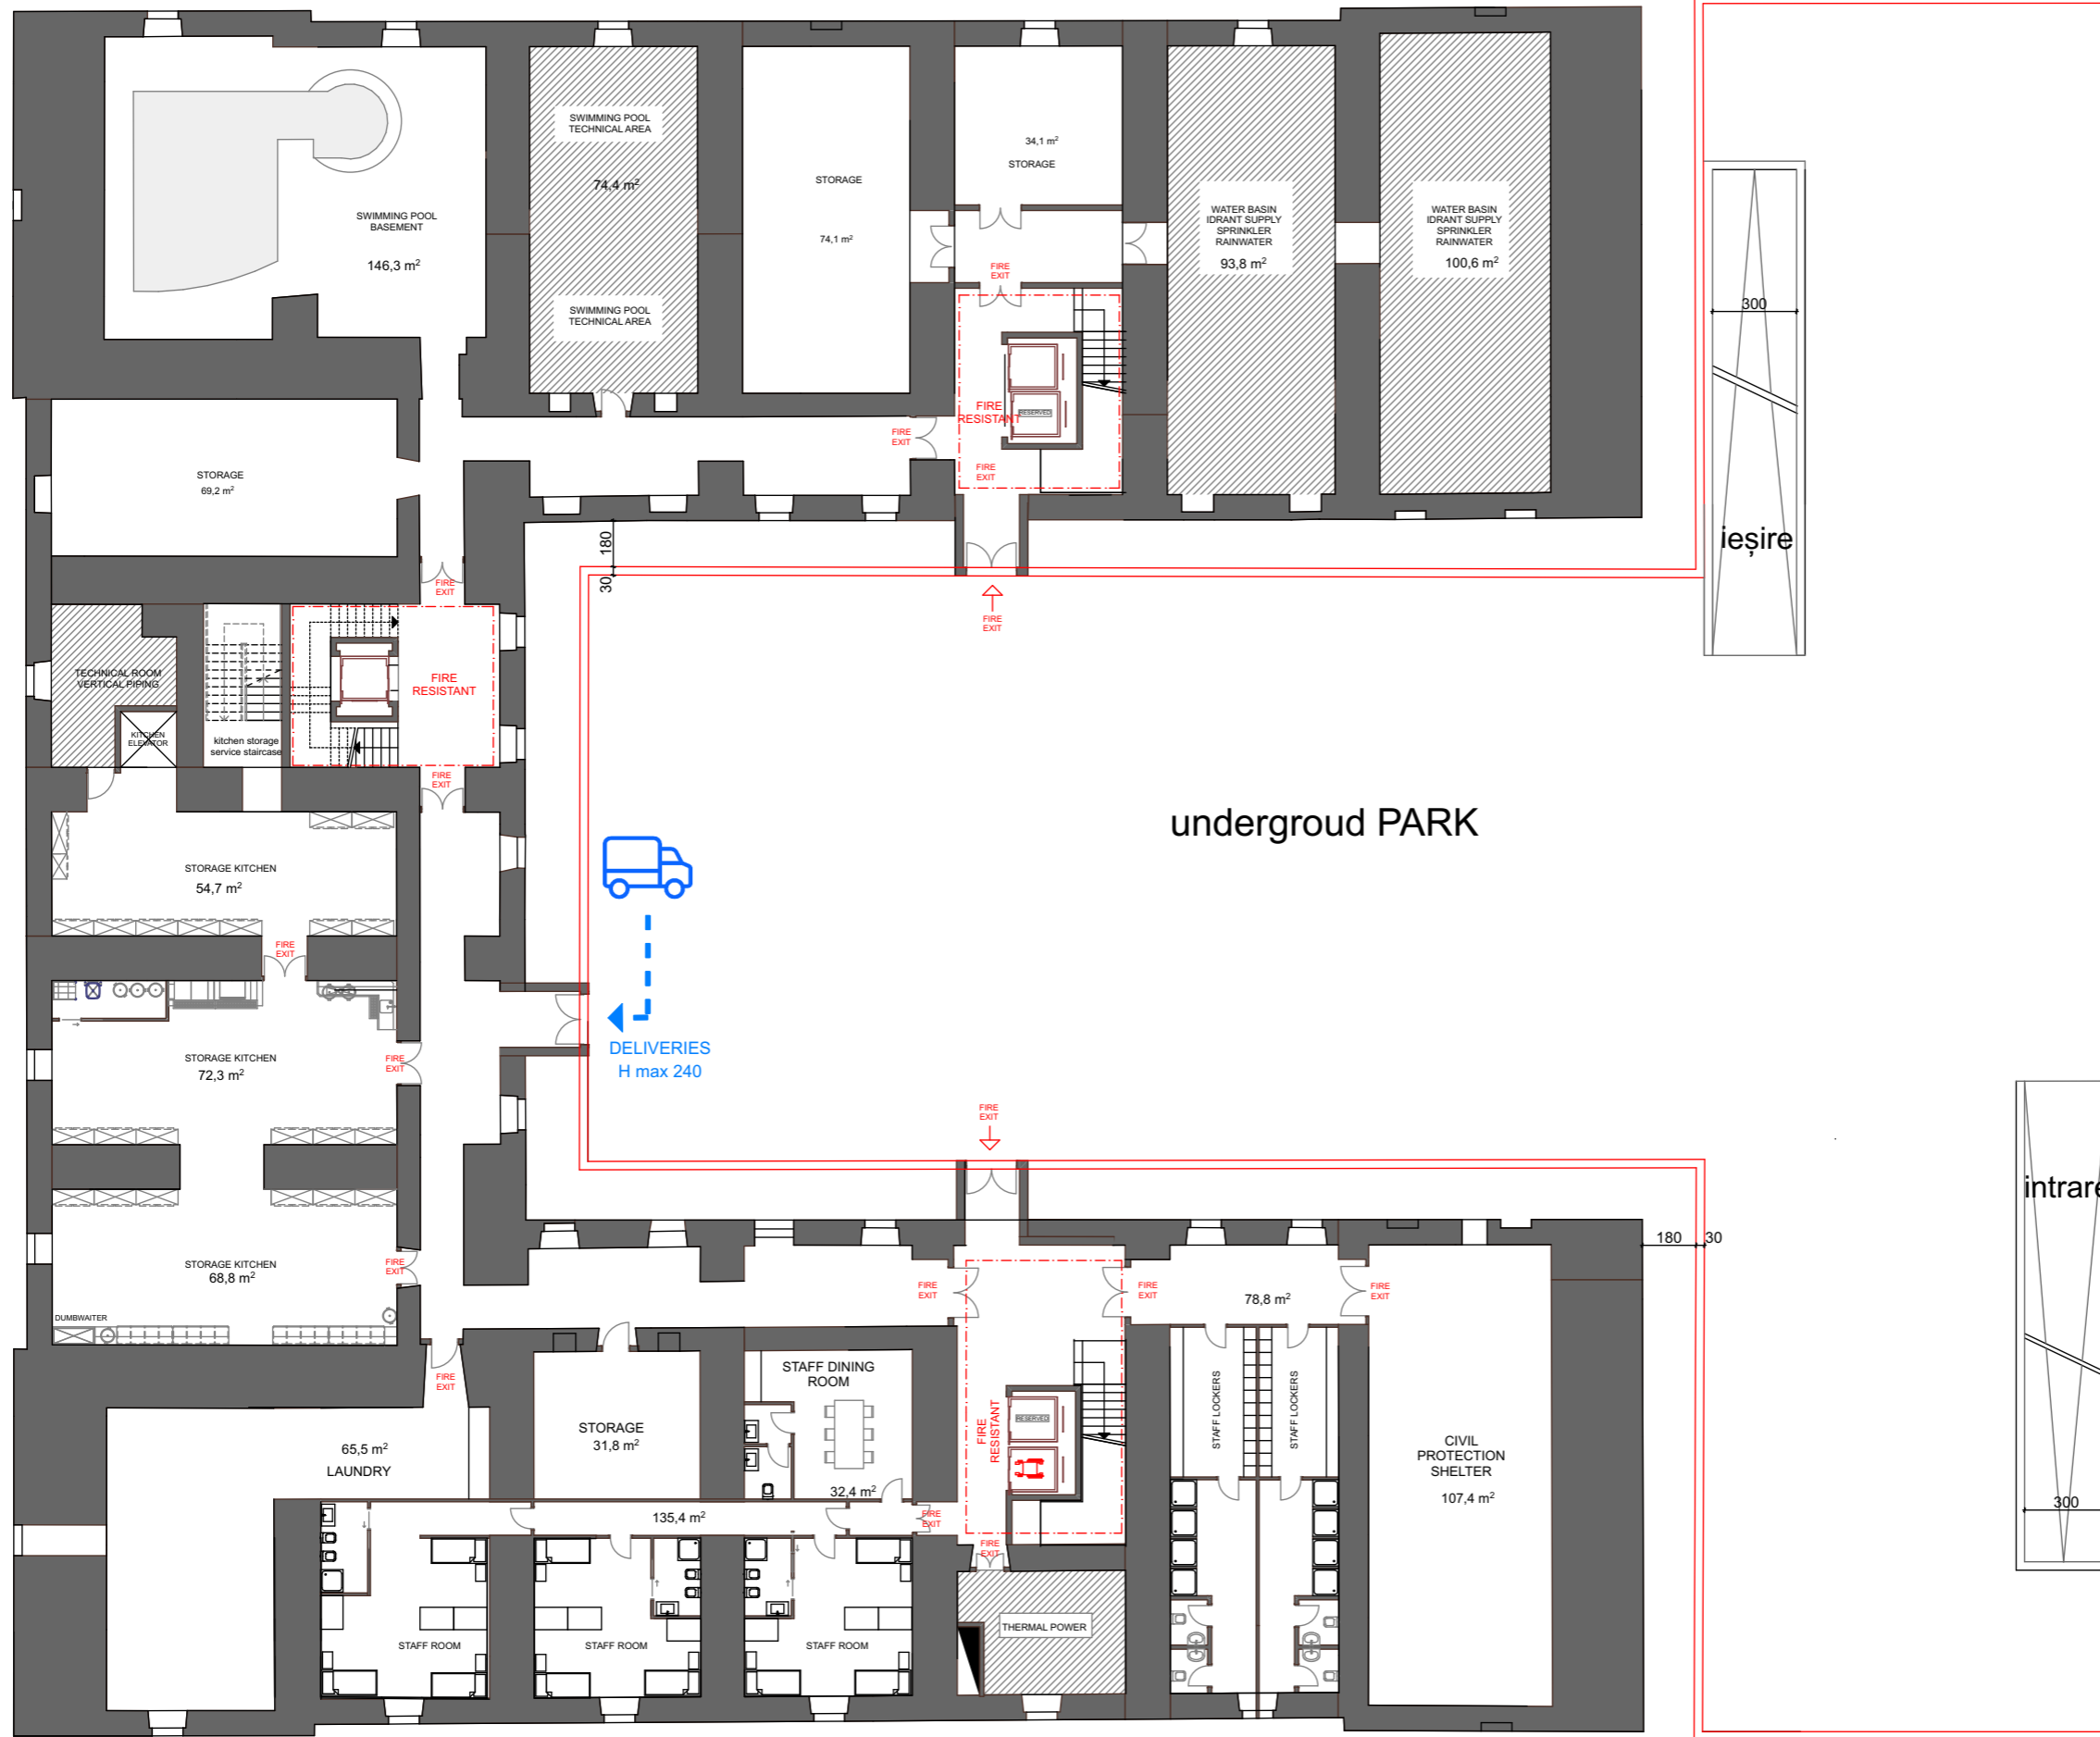 SWIMMING POOL
TECHNICAL AREA
74,4 m²
SWIMMING POOL
TECHNICAL AREA
SWIMMING POOL
BASEMENT
146,3 m²
STORAGE
74,1 m²
34,1 m²
STORAGE
WATER BASIN
IDRANT SUPPLY
SPRINKLER
RAINWATER
93,8 m²
WATER BASIN
IDRANT SUPPLY
SPRINKLER
RAINWATER
100,6 m²
FIRE
EXIT
300
ieșire
FIRE
RESISTANT
RESERVED
FIRE
EXIT
FIRE
EXIT
STORAGE
69,2 m²
180
30
FIRE
EXIT
FIRE
EXIT
TECHNICAL ROOM
VERTICAL PIPING
KITCHEN
ELEVATOR
kitchen storage
service staircase
FIRE
RESISTANT
FIRE
EXIT
undergroud PARK
STORAGE KITCHEN
54,7 m²
FIRE
EXIT
STORAGE KITCHEN
72,3 m²
FIRE
EXIT
DELIVERIES
H max 240
FIRE
EXIT
intrare
STORAGE KITCHEN
68,8 m²
FIRE
EXIT
DUMBWAITER
FIRE
EXIT
FIRE
EXIT
FIRE
EXIT
78,8 m²
FIRE
EXIT
180
30
STAFF DINING
ROOM
32,4 m²
STORAGE
31,8 m²
65,5 m²
LAUNDRY
FIRE
RESISTANT
RESERVED
STAFF LOCKERS
STAFF LOCKERS
CIVIL
PROTECTION
SHELTER
107,4 m²
300
135,4 m²
FIRE
EXIT
FIRE
EXIT
STAFF ROOM
STAFF ROOM
STAFF ROOM
THERMAL POWER